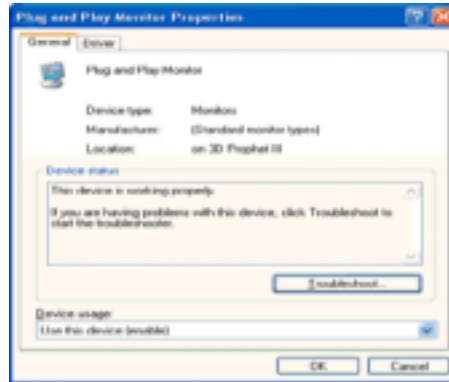 Plug and Play Monitor Properties
General Driver
Plug and Play Monitor
Device type: Monitors
Manufacturer: (Standard monitor types)
Location: on 3D Prophet III
Device status
This device is working properly.
If you are having problems with this device, click Troubleshoot to
start the troubleshooter.
Troubleshoot...
Device usage:
Use this device (enable)
OK Cancel